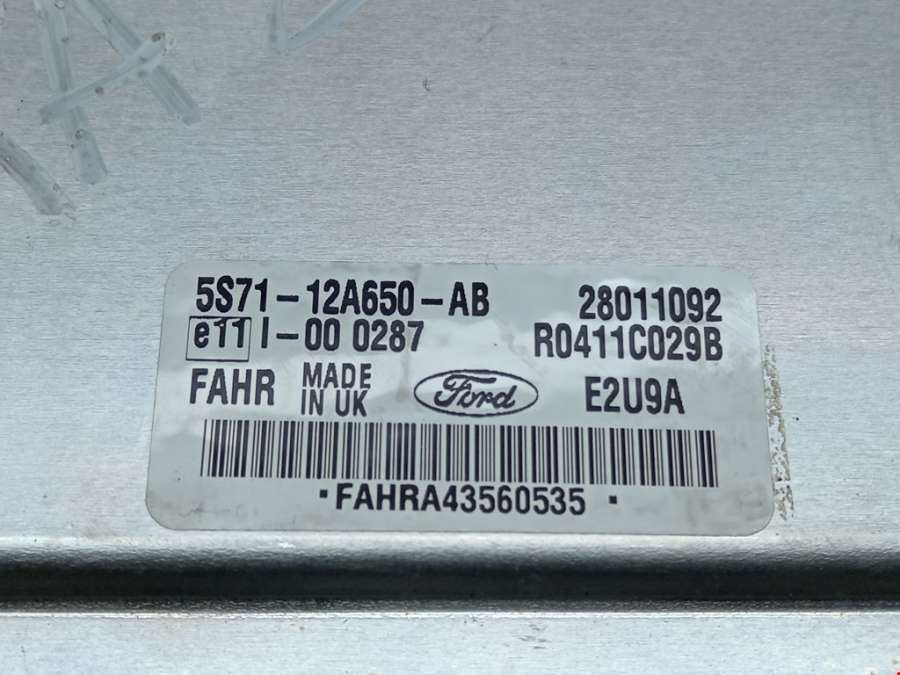 5S71-12A650-AB 28011092
e11 I-00 0287 R0411C029B
FAHR MADE IN UK Ford E2U9A
·FAHRA43560535 ·